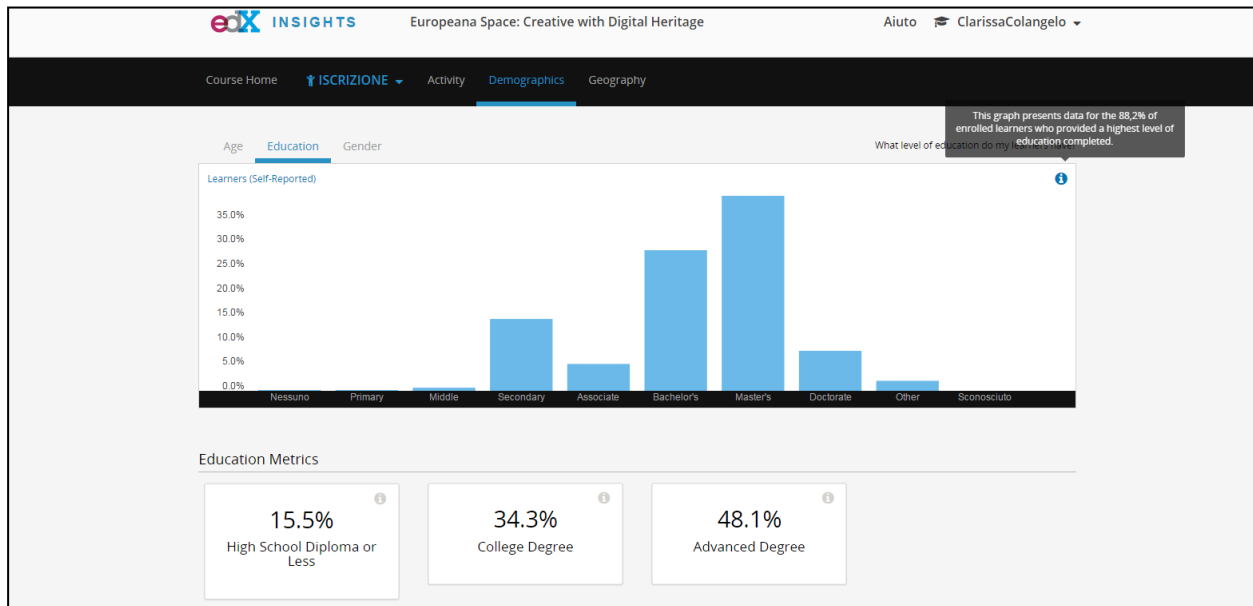 edX INSIGHTS Europeana Space: Creative with Digital Heritage Aiuto ClarissaColangelo
Course Home ISCRIZIONE Activity Demographics Geography
This graph presents data for the 88,2% of
enrolled learners who provided a highest level of
education completed.
Age Education Gender What level of education do my learners have?
Learners (Self-Reported)
35.0%
30.0%
25.0%
20.0%
15.0%
10.0%
5.0%
0.0%
Nessuno Primary Middle Secondary Associate Bachelor's Master's Doctorate Other Sconosciuto
Education Metrics
15.5% 34.3% 48.1%
High School Diploma or College Degree Advanced Degree
Less